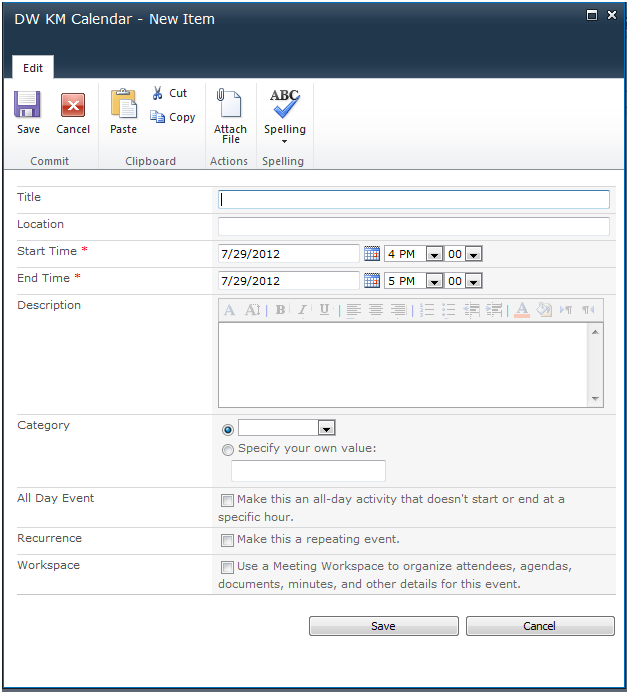 DW KM Calendar - New Item
Edit
Save
Cancel
Paste
Cut
Copy
Attach
File
ABC
Spelling
Commit
Clipboard
Actions
Spelling
Title
Location
Start Time * 7/29/2012 4 PM 00
End Time * 7/29/2012 5 PM 00
Description
A A B I U A
Category
Specify your own value:
All Day Event
Make this an all-day activity that doesn't start or end at a
specific hour.
Recurrence
Make this a repeating event.
Workspace
Use a Meeting Workspace to organize attendees, agendas,
documents, minutes, and other details for this event.
Save Cancel